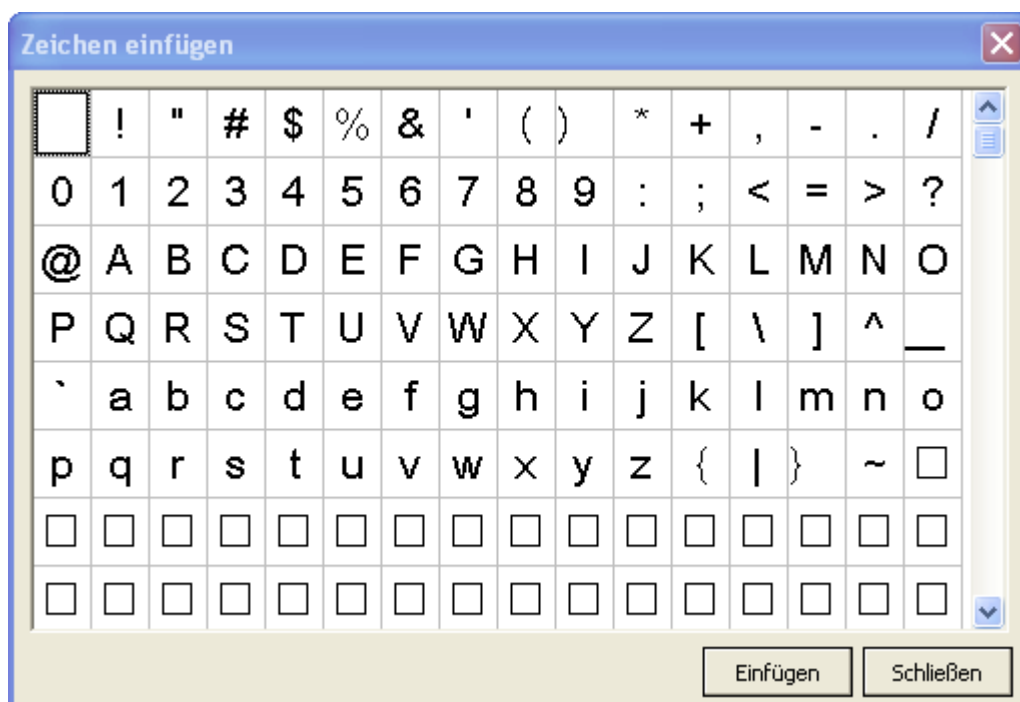 Zeichen einfügen
! " # $ % & ' ( ) * + , - . /
0 1 2 3 4 5 6 7 8 9 : ; < = > ?
@ A B C D E F G H I J K L M N O
P Q R S T U V W X Y Z [ \ ] ^ _
` a b c d e f g h i j k l m n o
p q r s t u v w x y z { | } ~ □
□ □ □ □ □ □ □ □ □ □ □ □ □ □ □ □
□ □ □ □ □ □ □ □ □ □ □ □ □ □ □ □
Einfügen Schließen